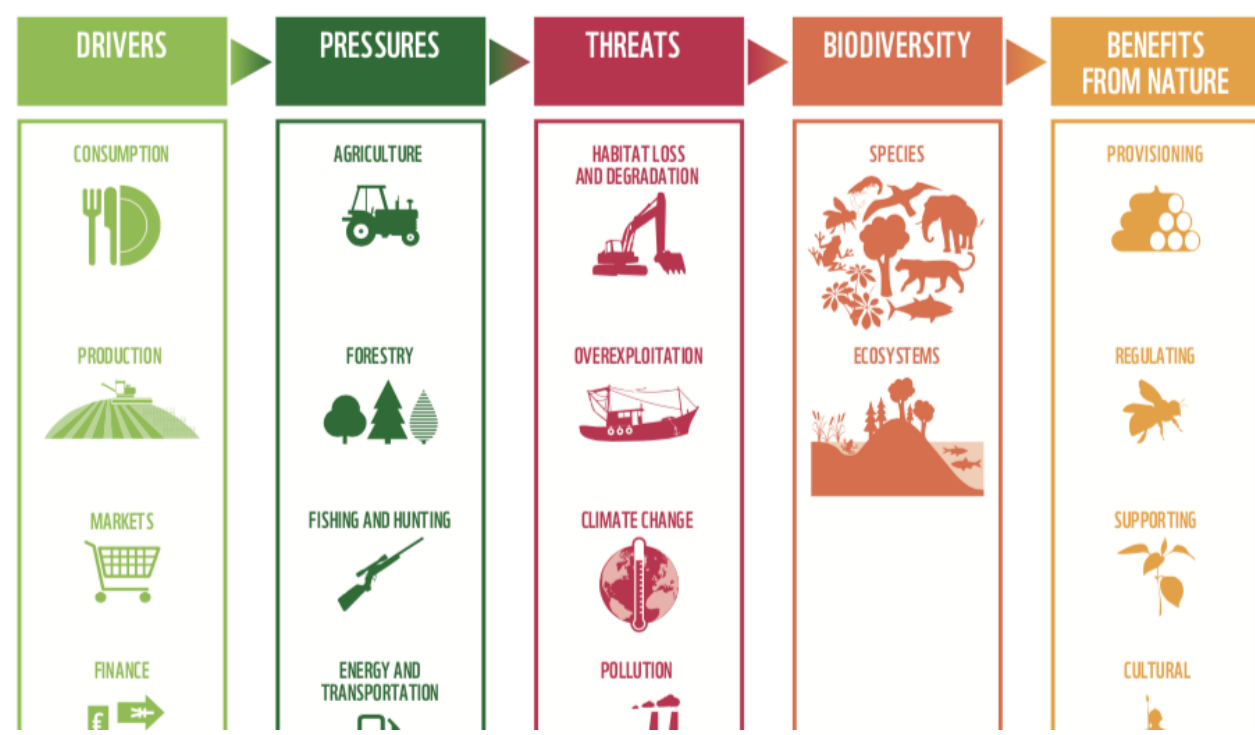 DRIVERS
PRESSURES
THREATS
BIODIVERSITY
BENEFITS
FROM NATURE
CONSUMPTION
PRODUCTION
MARKETS
FINANCE
£
¥
AGRICULTURE
FORESTRY
FISHING AND HUNTING
ENERGY AND
TRANSPORTATION
HABITAT LOSS
AND DEGRADATION
OVEREXPLOITATION
CLIMATE CHANGE
POLLUTION
SPECIES
ECOSYSTEMS
PROVISIONING
REGULATING
SUPPORTING
CULTURAL